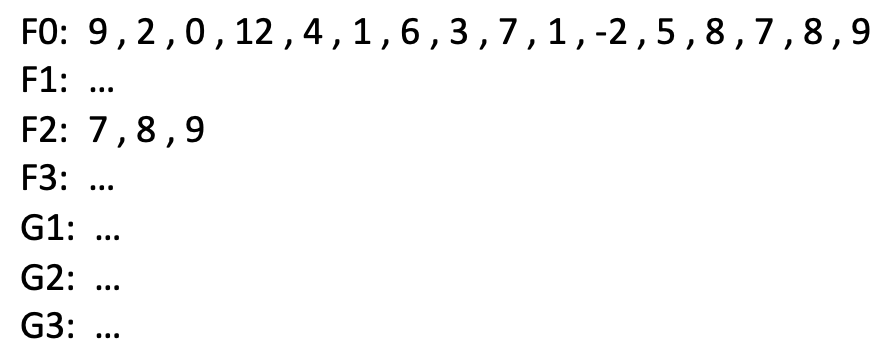 F0: 9 , 2 , 0 , 12 , 4 , 1 , 6 , 3 , 7 , 1 , -2 , 5 , 8 , 7 , 8 , 9
F1: ...
F2: 7 , 8 , 9
F3: ...
G1: ...
G2: ...
G3: ...